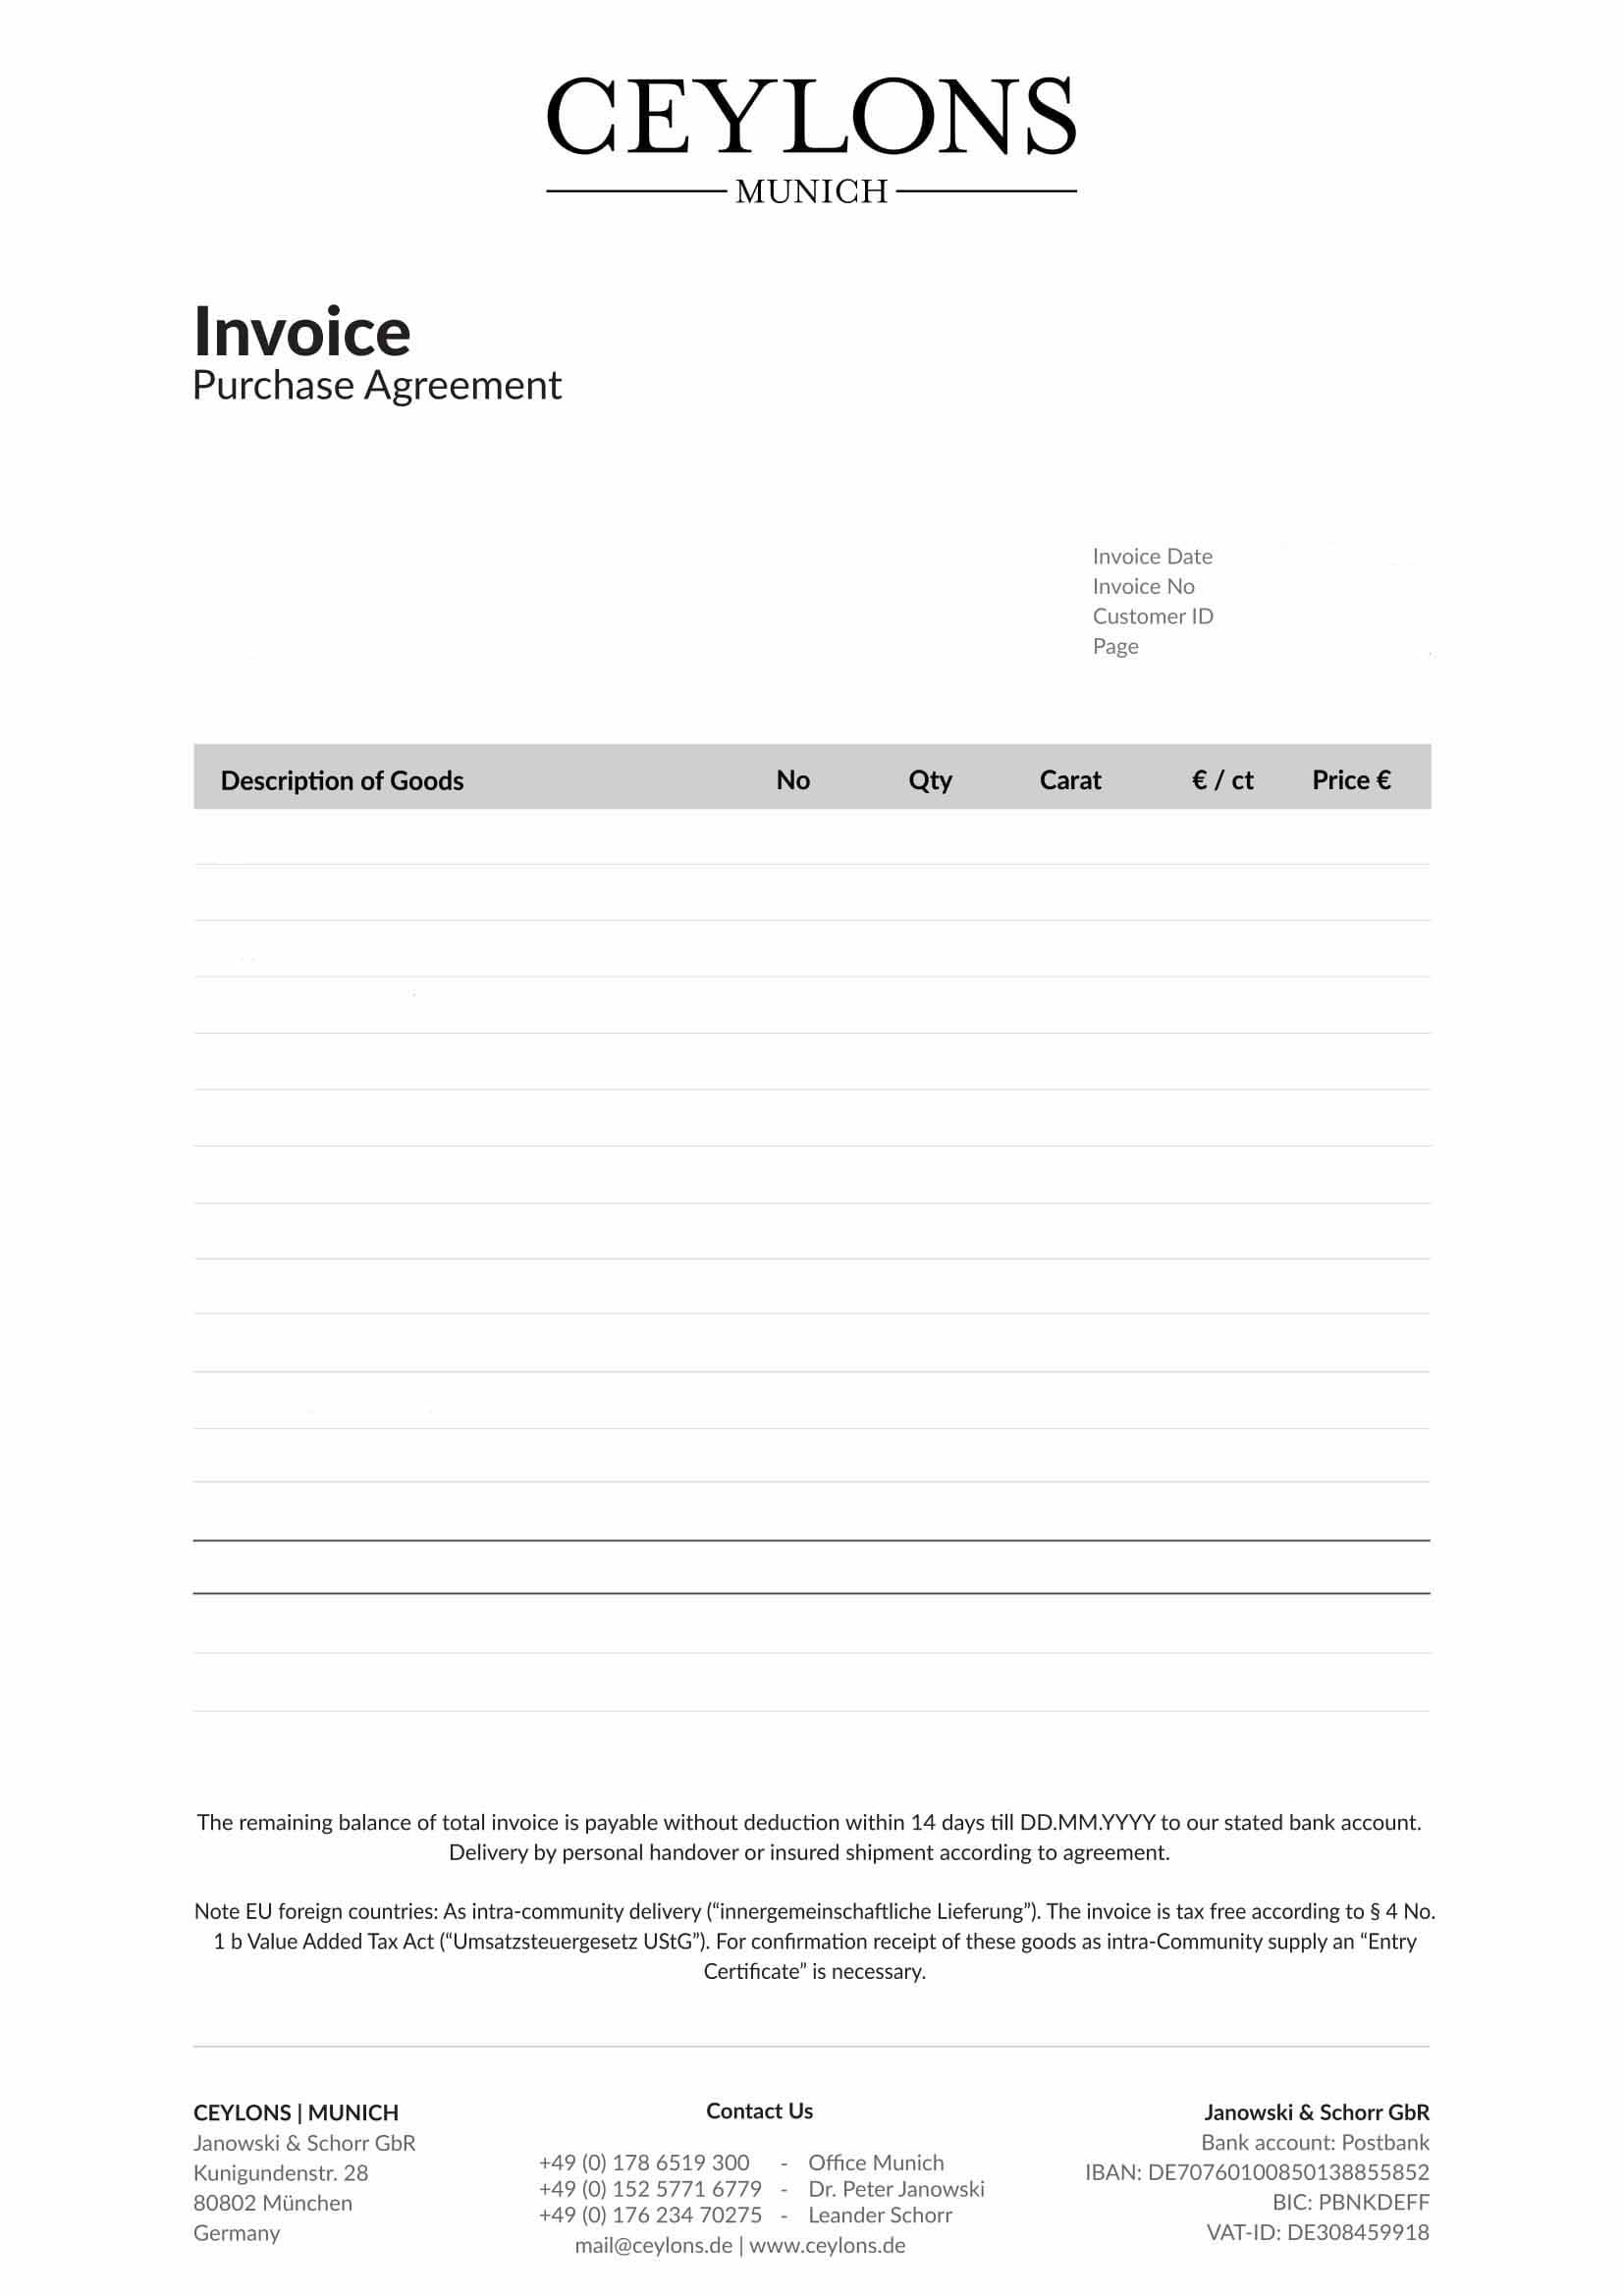 CEYLONS
MUNICH
Invoice
Purchase Agreement
Invoice Date
Invoice No
Customer ID
Page
Description of Goods No Qty Carat € / ct Price €
The remaining balance of total invoice is payable without deduction within 14 days till DD.MM.YYYY to our stated bank account.
Delivery by personal handover or insured shipment according to agreement.
Note EU foreign countries: As intra-community delivery (“innergemeinschaftliche Lieferung”). The invoice is tax free according to § 4 No.
1 b Value Added Tax Act (“Umsatzsteuergesetz UStG”). For confirmation receipt of these goods as intra-Community supply an “Entry
Certificate” is necessary.
CEYLONS | MUNICH
Janowski & Schorr GbR
Kunigundenstr. 28
80802 München
Germany
Contact Us
+49 (0) 178 6519 300 - Office Munich
+49 (0) 152 5771 6779 - Dr. Peter Janowski
+49 (0) 176 234 70275 - Leander Schorr
mail@ceylons.de | www.ceylons.de
Janowski & Schorr GbR
Bank account: Postbank
IBAN: DE70760100850138855852
BIC: PBNKDEFF
VAT-ID: DE308459918